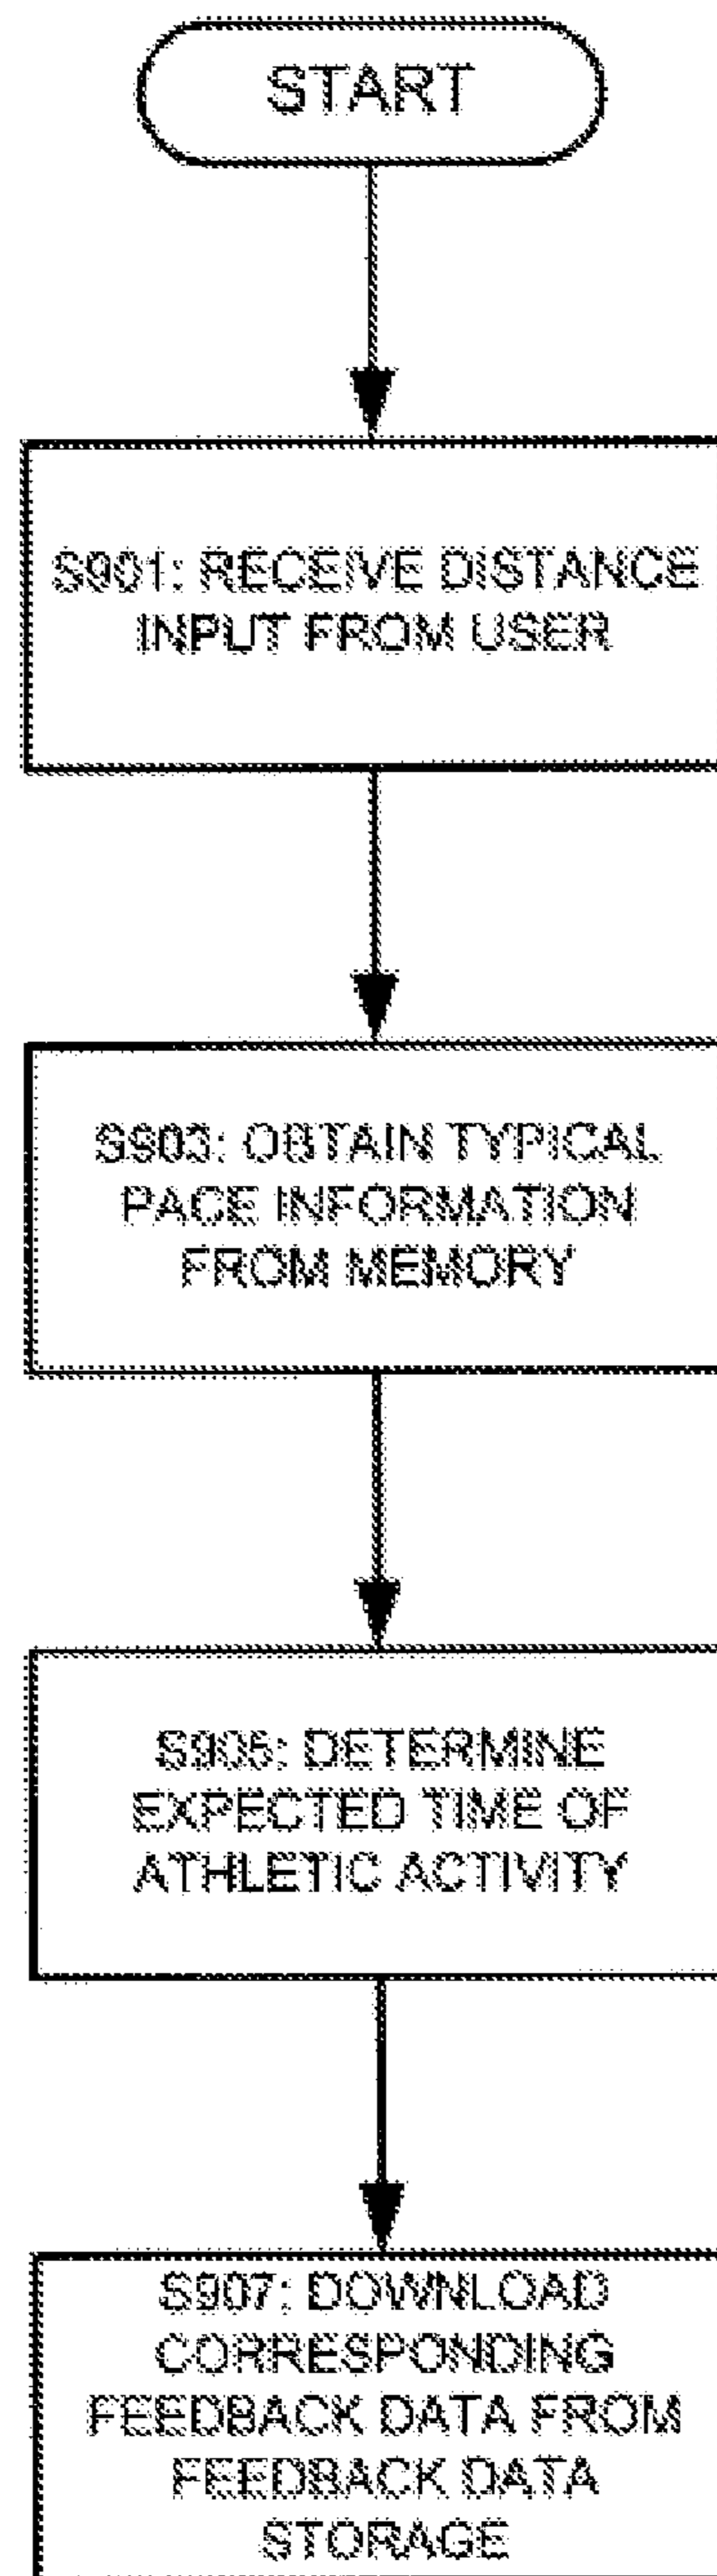 START
S901: RECEIVE DISTANCE
INPUT FROM USER
S903: OBTAIN TYPICAL
PACE INFORMATION
FROM MEMORY
S905: DETERMINE
EXPECTED TIME OF
ATHLETIC ACTIVITY
S907: DOWNLOAD
CORRESPONDING
FEEDBACK DATA FROM
FEEDBACK DATA
STORAGE